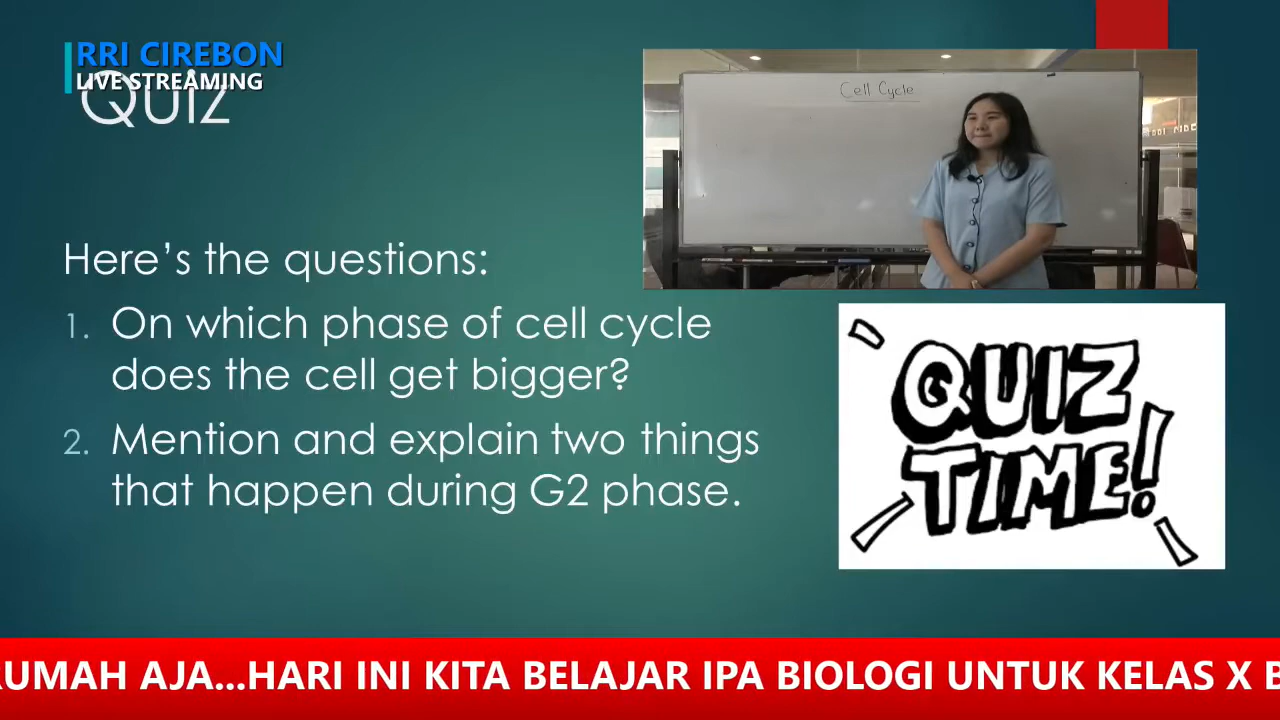 RRI CIREBON
LIVE STREAMING
QUIZ
Cell Cycle
Here's the questions:
1. On which phase of cell cycle
does the cell get bigger?
2. Mention and explain two things
that happen during G2 phase.
QUIZ
TIME!
RUMAH AJA...HARI INI KITA BELAJAR IPA BIOLOGI UNTUK KELAS X